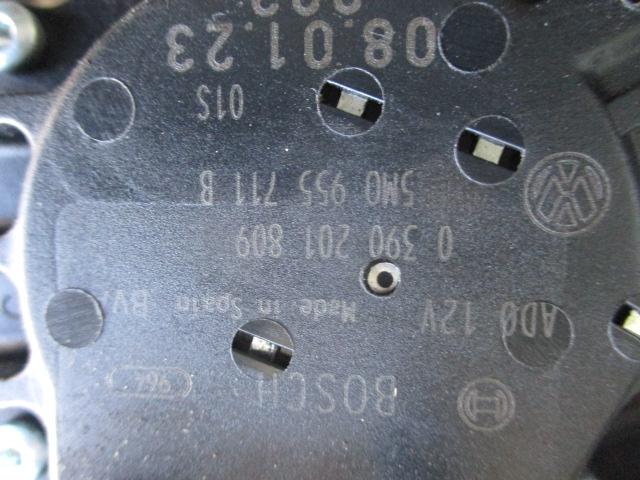 BOSCH
AD0 12V Made in Spain BV
0 390 201 809
5M0 955 711 B
01S
08.01.23